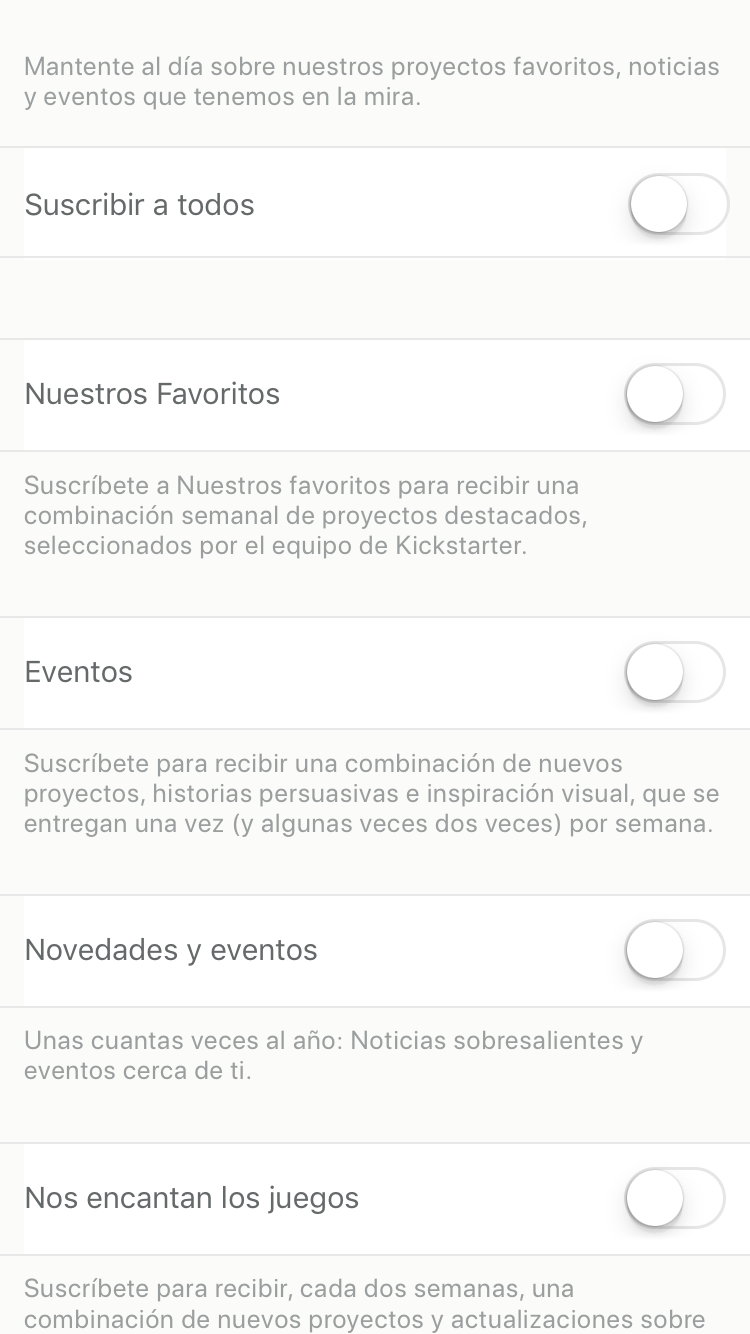 Mantente al día sobre nuestros proyectos favoritos, noticias
y eventos que tenemos en la mira.
Suscribir a todos
Nuestros Favoritos
Suscríbete a Nuestros favoritos para recibir una
combinación semanal de proyectos destacados,
seleccionados por el equipo de Kickstarter.
Eventos
Suscríbete para recibir una combinación de nuevos
proyectos, historias persuasivas e inspiración visual, que se
entregan una vez (y algunas veces dos veces) por semana.
Novedades y eventos
Unas cuantas veces al año: Noticias sobresalientes y
eventos cerca de ti.
Nos encantan los juegos
Suscríbete para recibir, cada dos semanas, una
combinación de nuevos proyectos y actualizaciones sobre